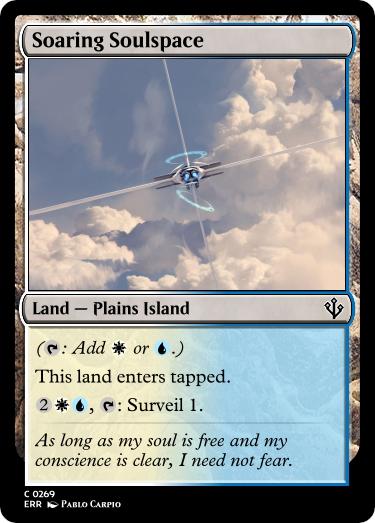 Soaring Soulspace
Land — Plains Island
(: Add or .)
This land enters tapped.
2, : Surveil 1.
As long as my soul is free and my
conscience is clear, I need not fear.
C 0269
ERR Pablo Carpio